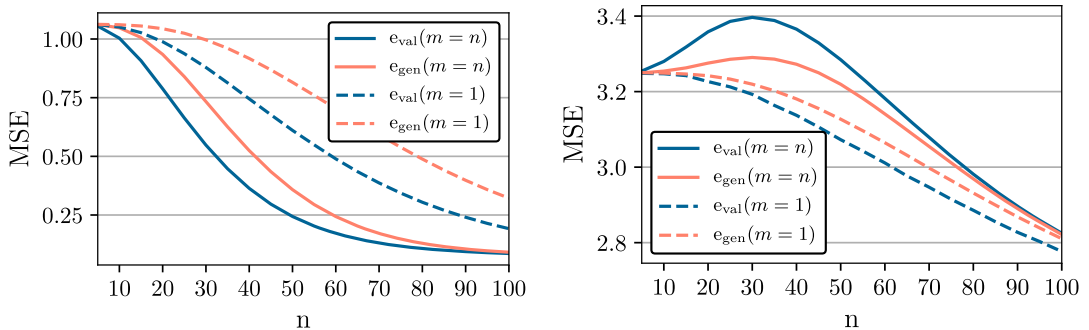 1.00
0.75
0.50
0.25
MSE
10 20 30 40 50 60 70 80 90 100
n
e_val(m = n)
e_gen(m = n)
e_val(m = 1)
e_gen(m = 1)
3.4
3.2
3.0
2.8
MSE
10 20 30 40 50 60 70 80 90 100
n
e_val(m = n)
e_gen(m = n)
e_val(m = 1)
e_gen(m = 1)